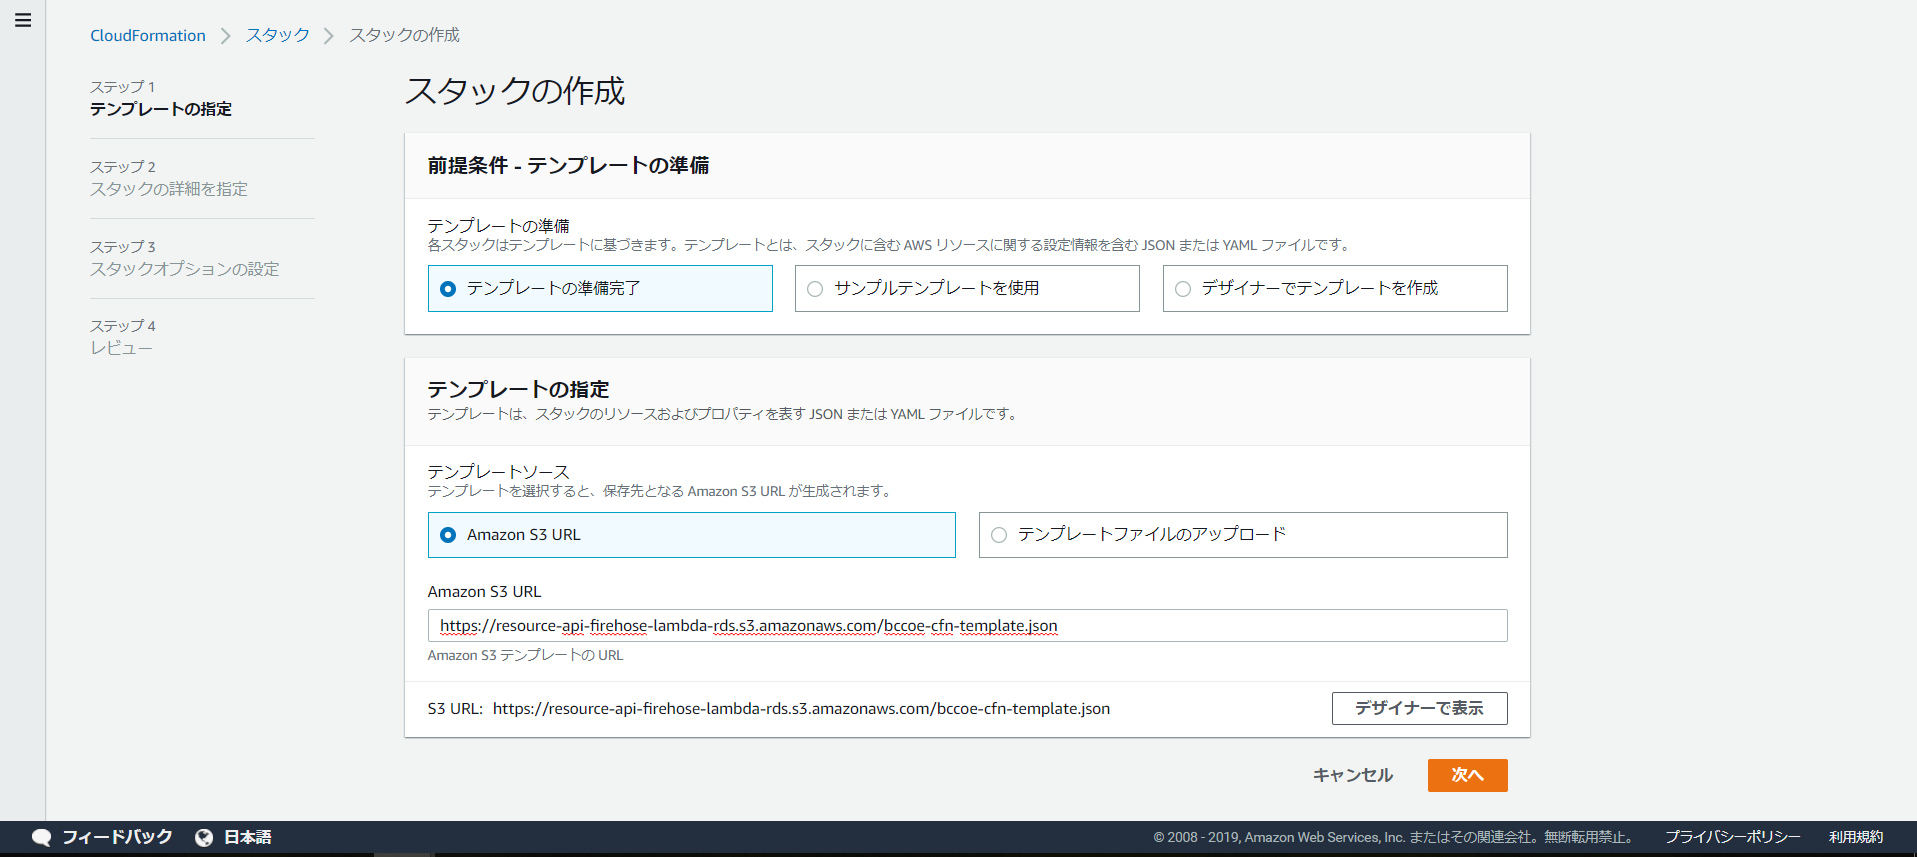 CloudFormation > スタック > スタックの作成
ステップ 1
テンプレートの指定
ステップ 2
スタックの詳細を指定
ステップ 3
スタックオプションの設定
ステップ 4
レビュー
スタックの作成
前提条件 - テンプレートの準備
テンプレートの準備
各スタックはテンプレートに基づきます。テンプレートとは、スタックに含む AWS リソースに関する設定情報を含む JSON または YAML ファイルです。
テンプレートの準備完了
サンプルテンプレートを使用
デザイナーでテンプレートを作成
テンプレートの指定
テンプレートは、スタックのリソースおよびプロパティを表す JSON または YAML ファイルです。
テンプレートソース
テンプレートを選択すると、保存先となる Amazon S3 URL が生成されます。
Amazon S3 URL
テンプレートファイルのアップロード
Amazon S3 URL
https://resource-api-firehose-lambda-rds.s3.amazonaws.com/bccoe-cfn-template.json
Amazon S3 テンプレートの URL
S3 URL: https://resource-api-firehose-lambda-rds.s3.amazonaws.com/bccoe-cfn-template.json
デザイナーで表示
キャンセル
次へ
フィードバック
日本語
© 2008 - 2019, Amazon Web Services, Inc. またはその関連会社。無断転用禁止。
プライバシーポリシー
利用規約